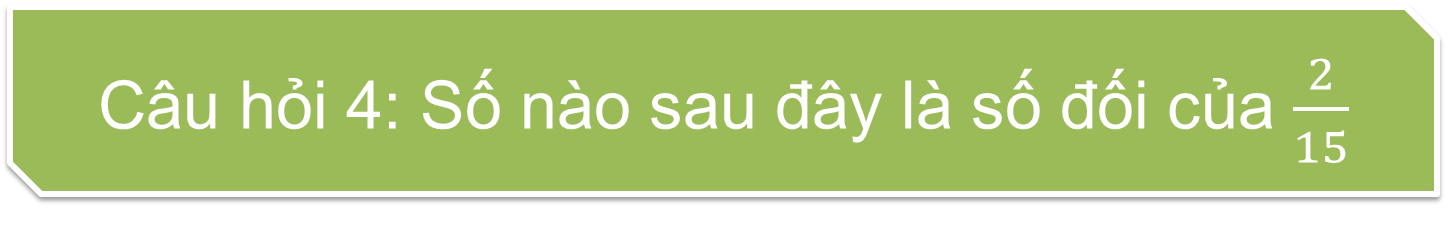 Câu hỏi 4: Số nào sau đây là số đối của 2/15